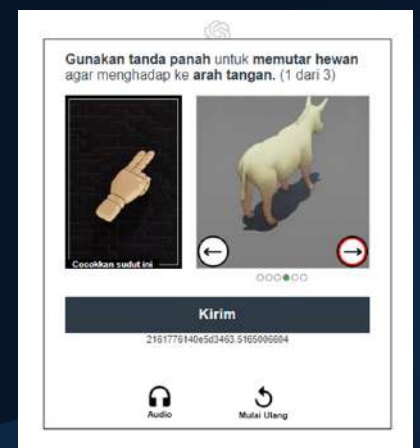 Gunakan tanda panah untuk memutar hewan
agar menghadap ke arah tangan. (1 dari 3)
Cocokkan sudut ini
Kirim
2161776140e5d3463.5165006604
Audio
Mulai Ulang